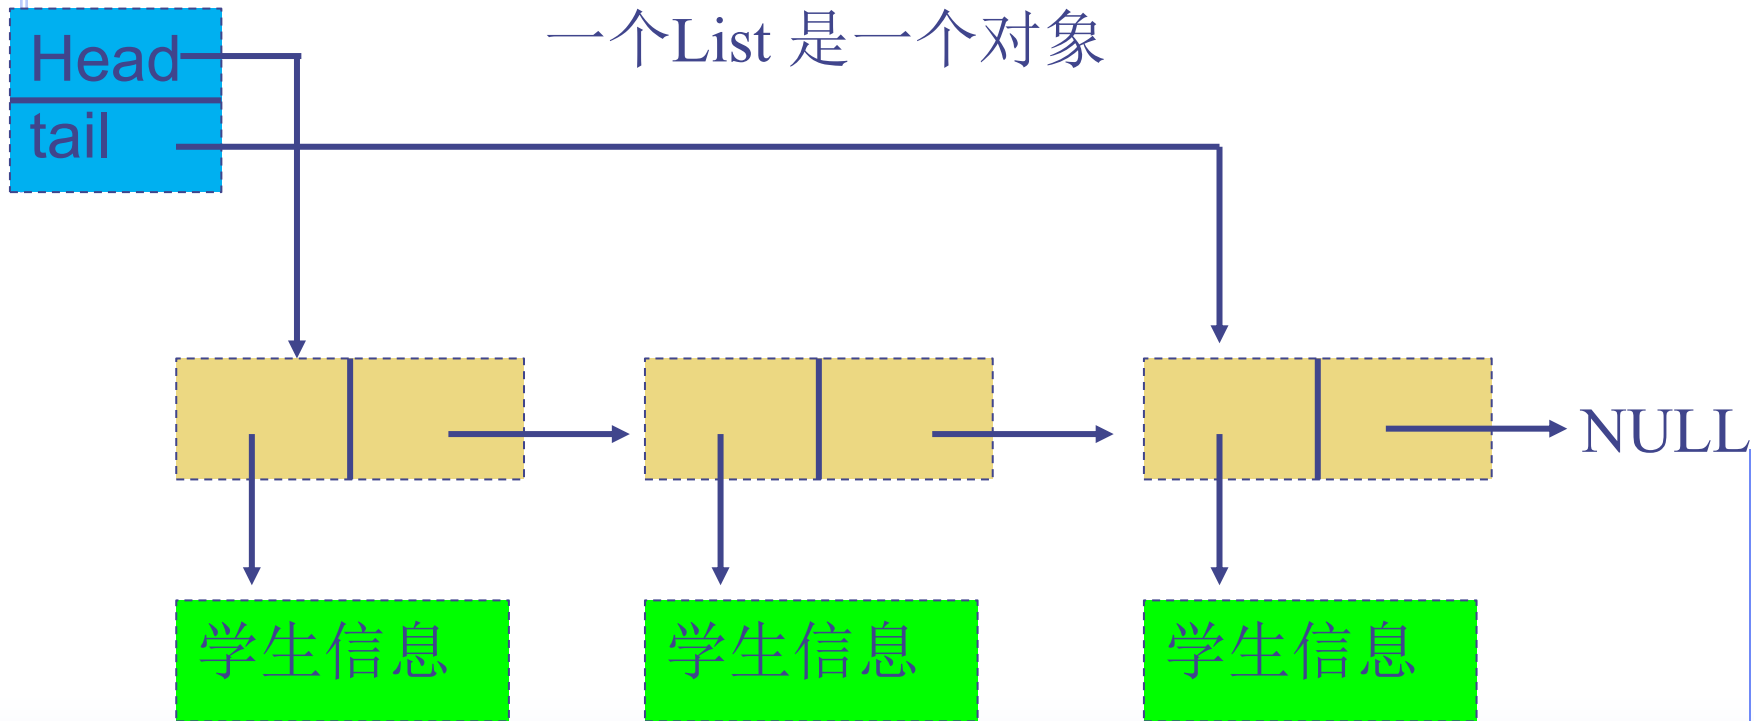 一个List 是一个对象
Head
tail
NULL
学生信息
学生信息
学生信息